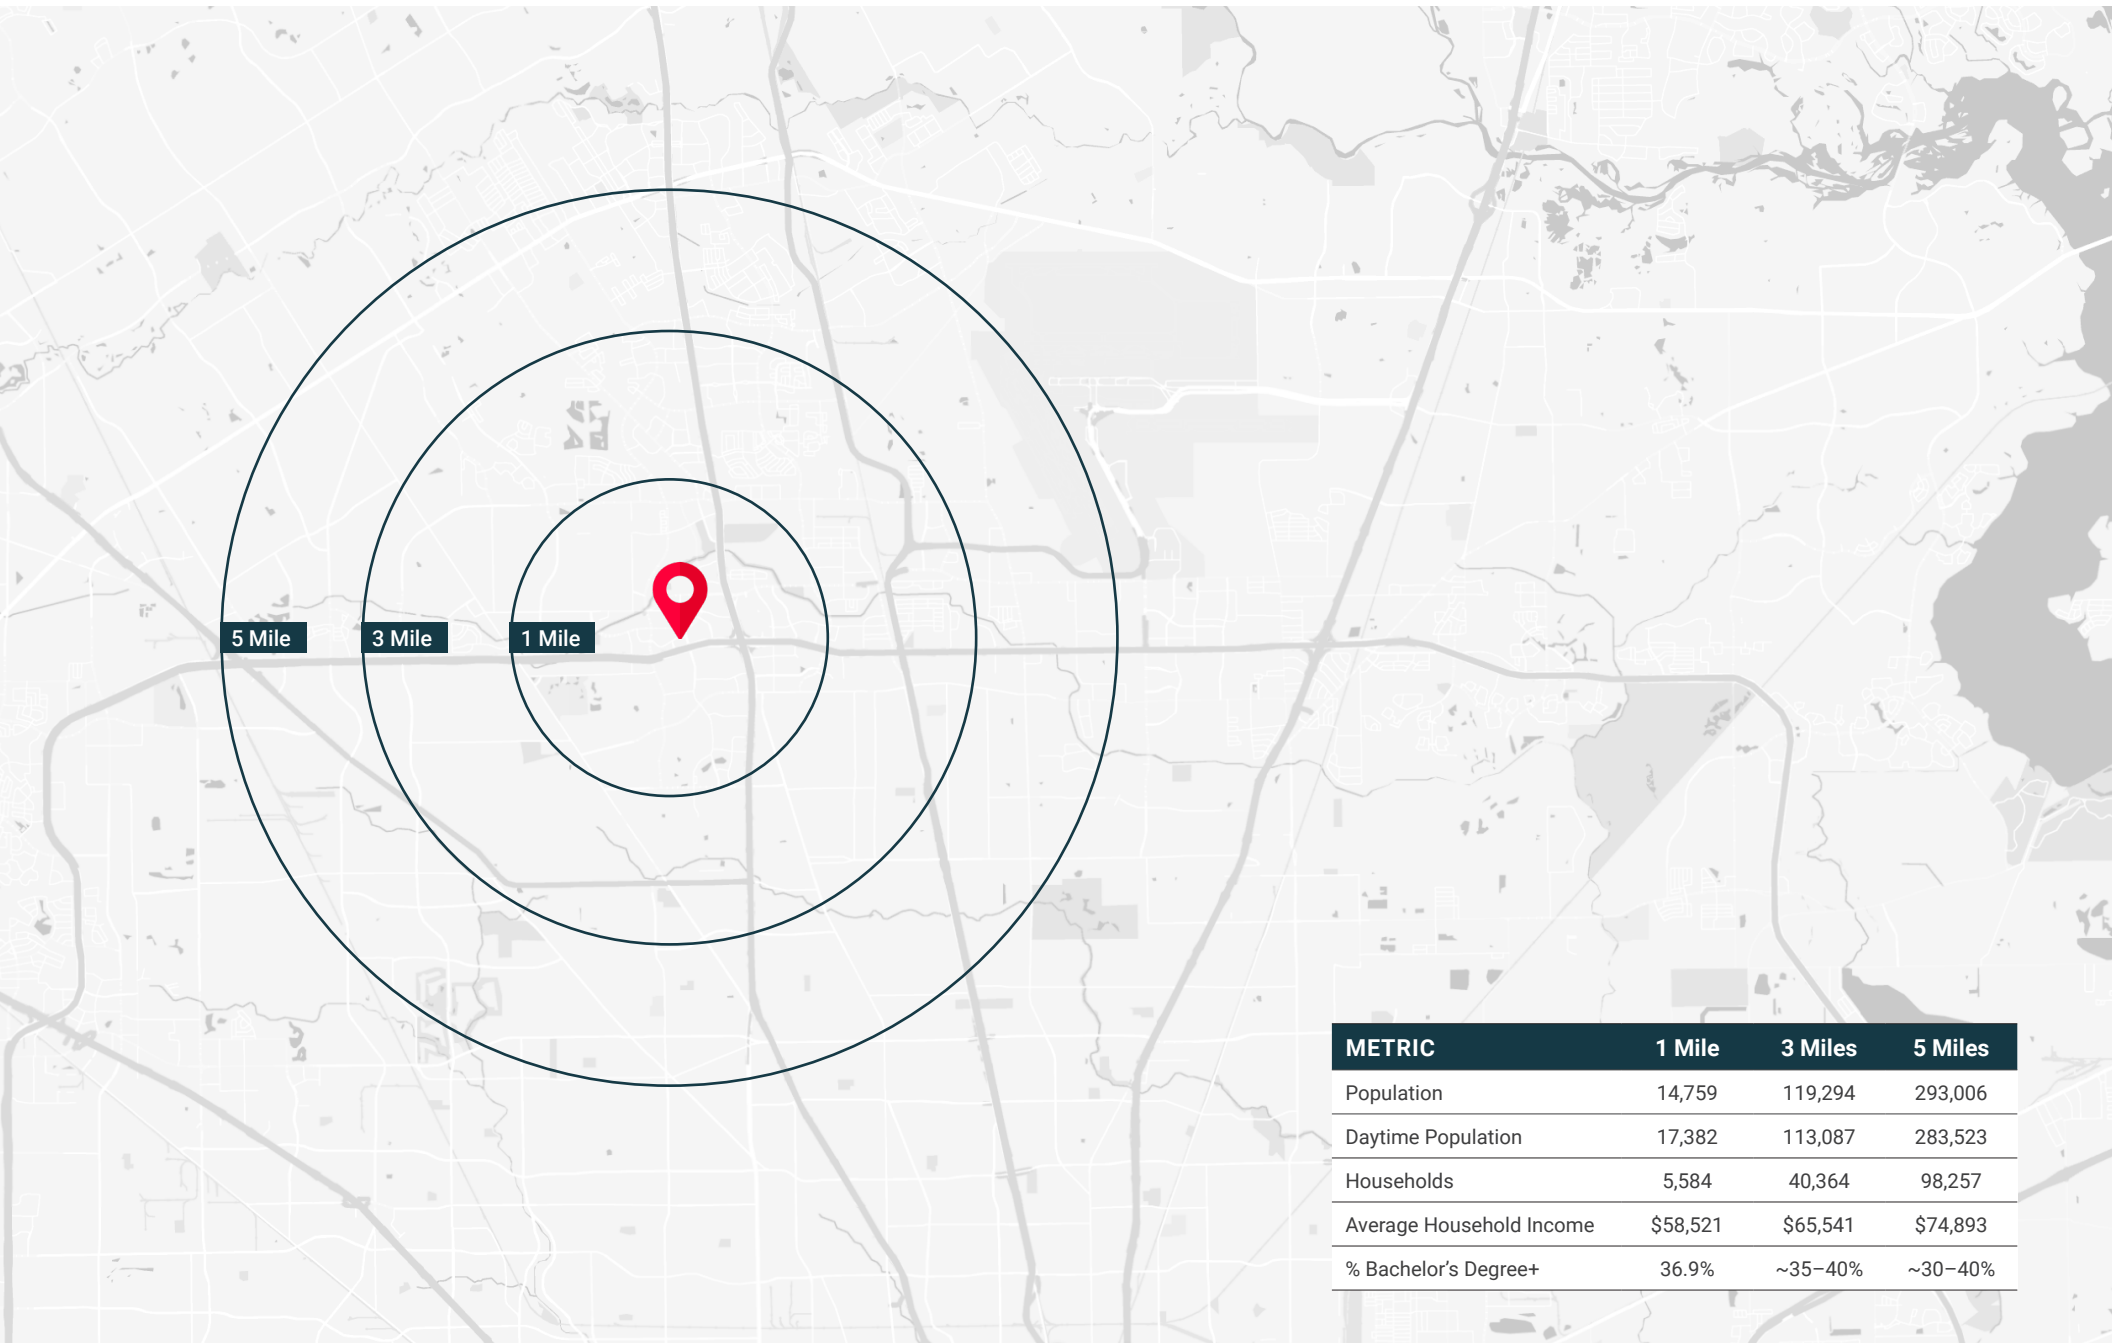 5 Mile 3 Mile 1 Mile
METRIC 1 Mile 3 Miles 5 Miles
Population 14,759 119,294 293,006
Daytime Population 17,382 113,087 283,523
Households 5,584 40,364 98,257
Average Household Income $58,521 $65,541 $74,893
% Bachelor’s Degree+ 36.9% ~35–40% ~30–40%